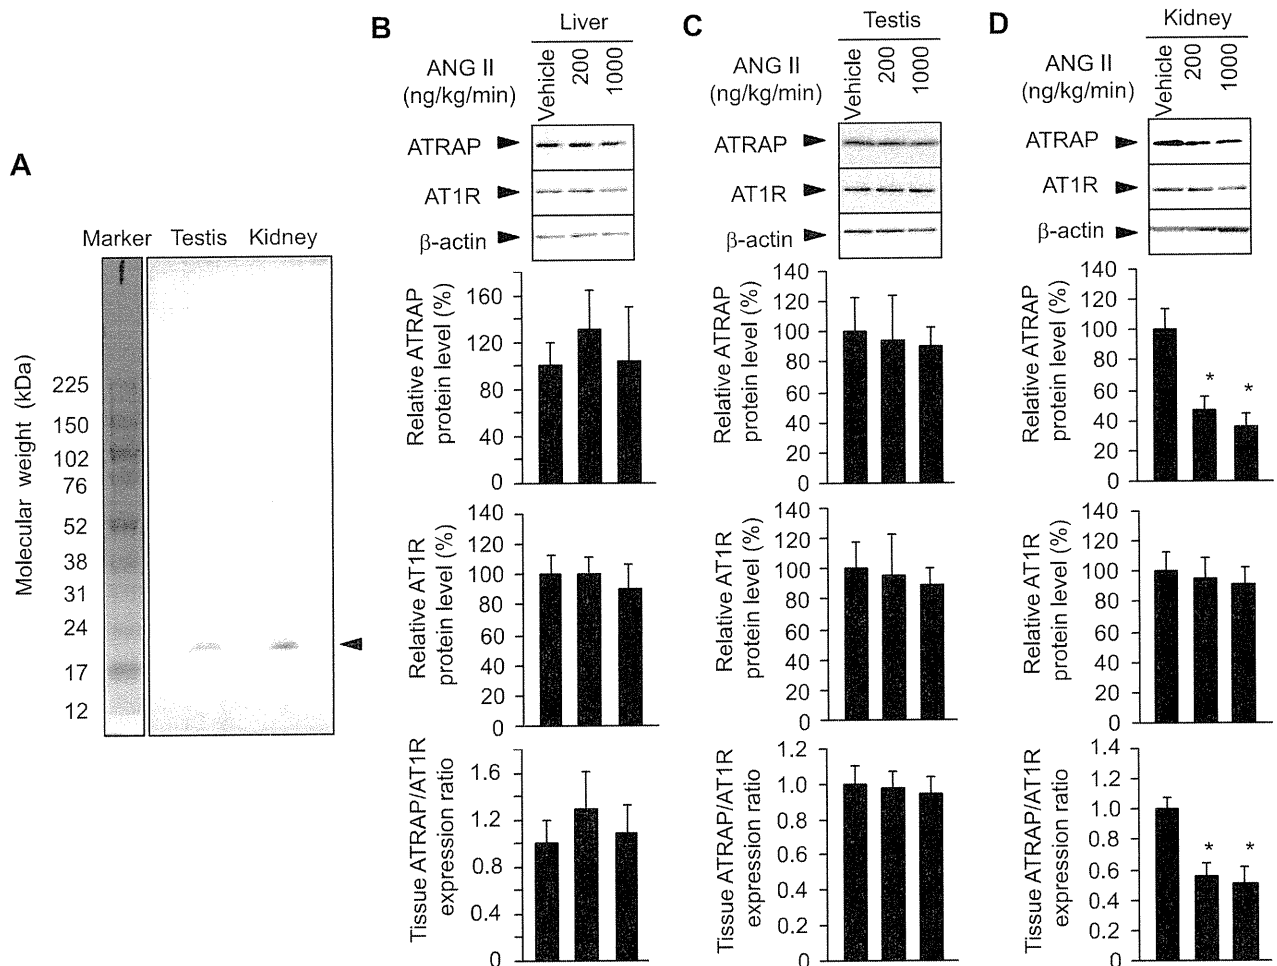 A
Marker Testis Kidney
Molecular weight (kDa)
225
150
102
76
52
38
31
24
17
12
B
Liver
ANG II
(ng/kg/min)
Vehicle
200
1000
ATRAP
AT1R
β-actin
Relative ATRAP
protein level (%)
160
120
80
40
0
Relative AT1R
protein level (%)
140
120
100
80
60
40
20
0
Tissue ATRAP/AT1R
expression ratio
1.6
1.2
0.8
0.4
0
C
Testis
ANG II
(ng/kg/min)
Vehicle
200
1000
ATRAP
AT1R
β-actin
Relative ATRAP
protein level (%)
140
120
100
80
60
40
20
0
Relative AT1R
protein level (%)
140
120
100
80
60
40
20
0
Tissue ATRAP/AT1R
expression ratio
1.2
1.0
0.8
0.6
0.4
0.2
0
D
Kidney
ANG II
(ng/kg/min)
Vehicle
200
1000
ATRAP
AT1R
β-actin
Relative ATRAP
protein level (%)
140
120
100
80
60
40
20
0
* *
Relative AT1R
protein level (%)
140
120
100
80
60
40
20
0
Tissue ATRAP/AT1R
expression ratio
1.4
1.2
1.0
0.8
0.6
0.4
0.2
0
* *